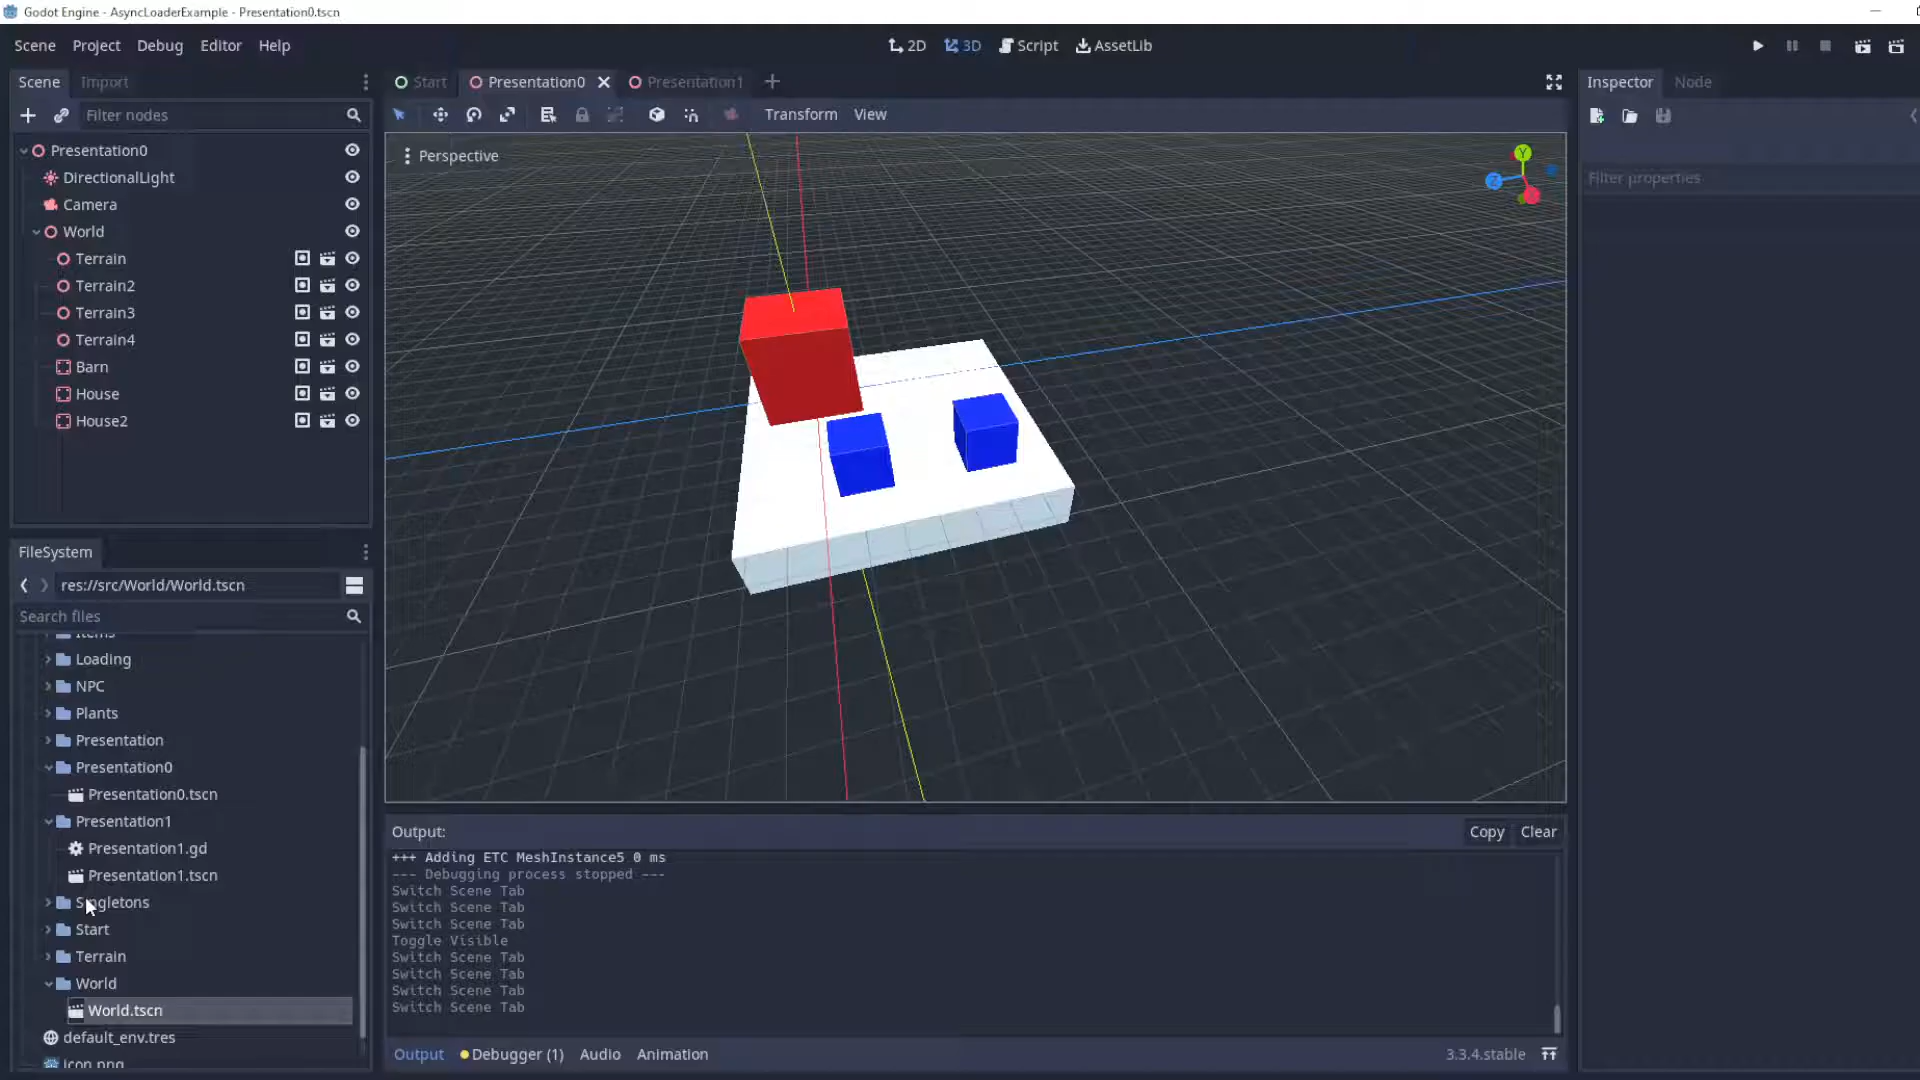 Godot Engine - AsyncLoaderExample - Presentation0.tscn
Scene Project Debug Editor Help
2D 3D Script AssetLib
Scene Import
Start Presentation0 Presentation1
Inspector Node
Filter nodes
Transform View
Perspective
Y
Z
Filter properties
Presentation0
DirectionalLight
Camera
World
Terrain
Terrain2
Terrain3
Terrain4
Barn
House
House2
FileSystem
res://src/World/World.tscn
Search files
Items
Loading
NPC
Plants
Presentation
Presentation0
Presentation0.tscn
Presentation1
Presentation1.gd
Presentation1.tscn
Singletons
Start
Terrain
World
World.tscn
default_env.tres
icon.png
Output:
Copy Clear
+++ Adding ETC MeshInstance5 0 ms
--- Debugging process stopped ---
Switch Scene Tab
Switch Scene Tab
Switch Scene Tab
Toggle Visible
Switch Scene Tab
Switch Scene Tab
Switch Scene Tab
Switch Scene Tab
Output Debugger (1) Audio Animation
3.3.4.stable